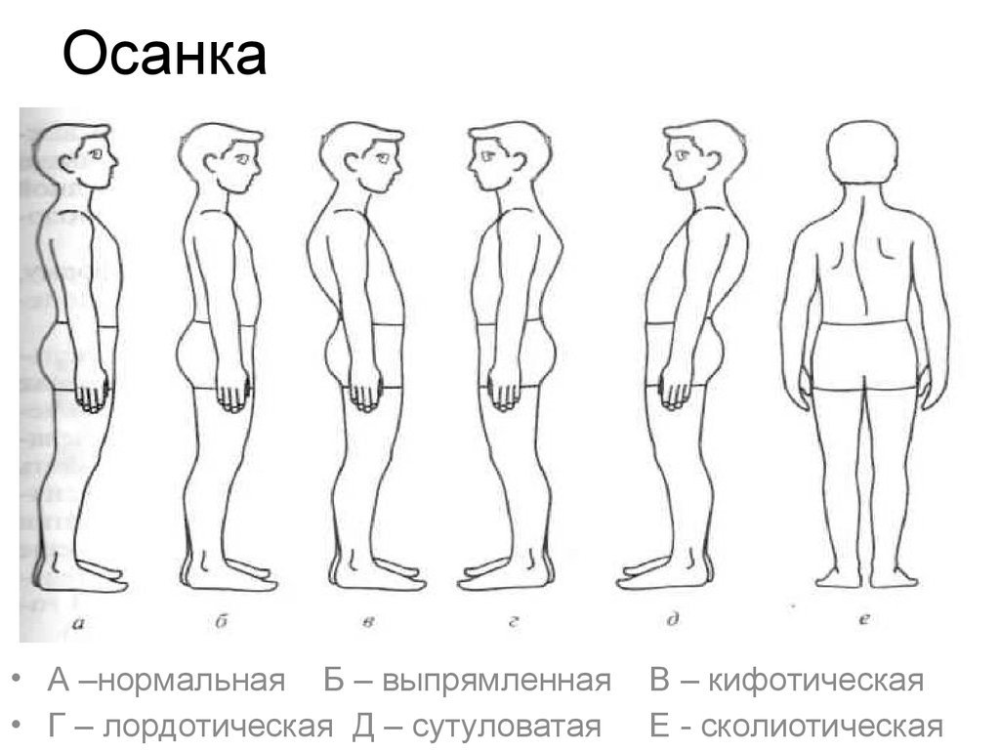 Осанка
а б в г д е
• А –нормальная Б – выпрямленная В – кифотическая
• Г – лордотическая Д – сутуловатая Е - сколиотическая